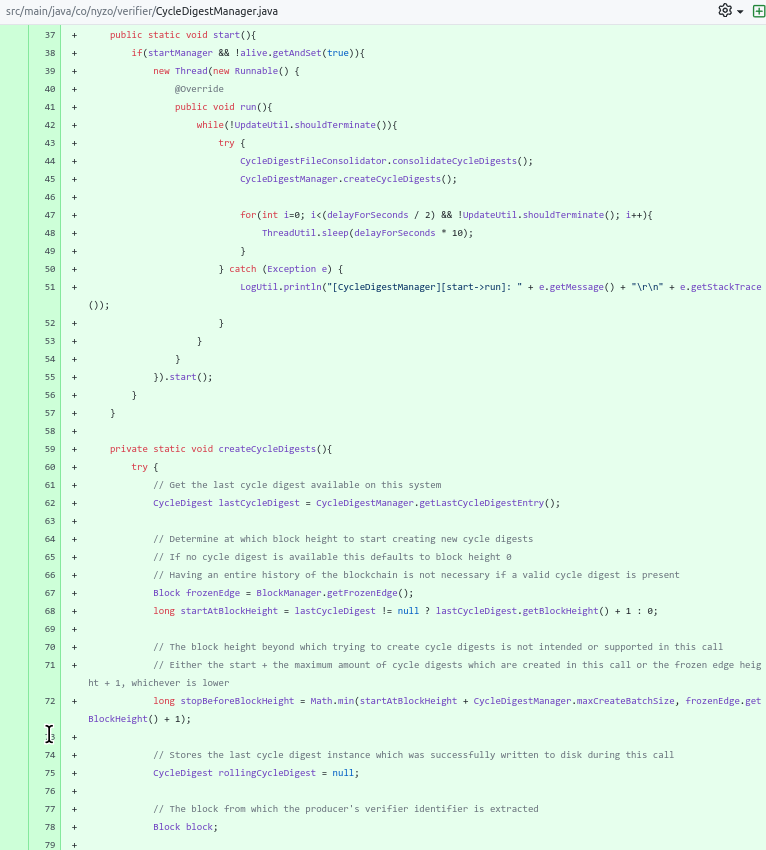 src/main/java/co/nyzo/verifier/CycleDigestManager.java
37 + public static void start(){
38 + if(startManager && !alive.getAndSet(true)){
39 + new Thread(new Runnable() {
40 + @Override
41 + public void run(){
42 + while(!UpdateUtil.shouldTerminate()){
43 + try {
44 + CycleDigestFileConsolidator.consolidateCycleDigests();
45 + CycleDigestManager.createCycleDigests();
46 +
47 + for(int i=0; i<(delayForSeconds / 2) && !UpdateUtil.shouldTerminate(); i++){
48 + ThreadUtil.sleep(delayForSeconds * 10);
49 + }
50 + } catch (Exception e) {
51 + LogUtil.println("[CycleDigestManager][start->run]: " + e.getMessage() + "\r\n" + e.getStackTrace
());
52 + }
53 + }
54 + }
55 + }).start();
56 + }
57 + }
58 +
59 + private static void createCycleDigests(){
60 + try {
61 + // Get the last cycle digest available on this system
62 + CycleDigest lastCycleDigest = CycleDigestManager.getLastCycleDigestEntry();
63 +
64 + // Determine at which block height to start creating new cycle digests
65 + // If no cycle digest is available this defaults to block height 0
66 + // Having an entire history of the blockchain is not necessary if a valid cycle digest is present
67 + Block frozenEdge = BlockManager.getFrozenEdge();
68 + long startAtBlockHeight = lastCycleDigest != null ? lastCycleDigest.getBlockHeight() + 1 : 0;
69 +
70 + // The block height beyond which trying to create cycle digests is not intended or supported in this call
71 + // Either the start + the maximum amount of cycle digests which are created in this call or the frozen edge heig
ht + 1, whichever is lower
72 + long stopBeforeBlockHeight = Math.min(startAtBlockHeight + CycleDigestManager.maxCreateBatchSize, frozenEdge.get
BlockHeight() + 1);
73 +
74 + // Stores the last cycle digest instance which was successfully written to disk during this call
75 + CycleDigest rollingCycleDigest = null;
76 +
77 + // The block from which the producer's verifier identifier is extracted
78 + Block block;
79 +